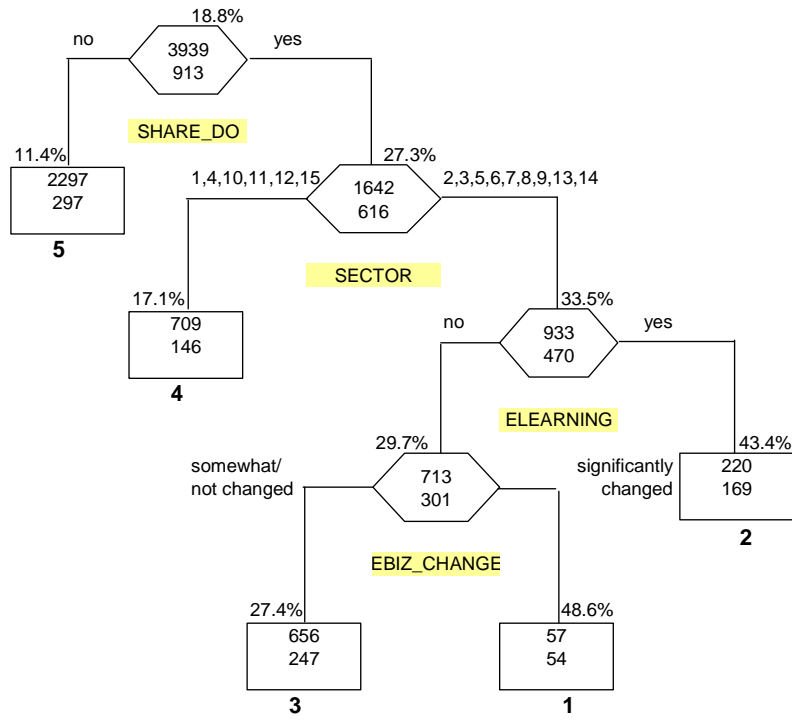 18.8%
no
yes
3939
913
SHARE_DO
11.4%
27.3%
2297
297
5
1,4,10,11,12,15
1642
616
2,3,5,6,7,8,9,13,14
SECTOR
17.1%
33.5%
709
146
4
no
933
470
yes
ELEARNING
29.7%
43.4%
somewhat/
not changed
713
301
significantly
changed
220
169
2
EBIZ_CHANGE
27.4%
48.6%
656
247
3
57
54
1